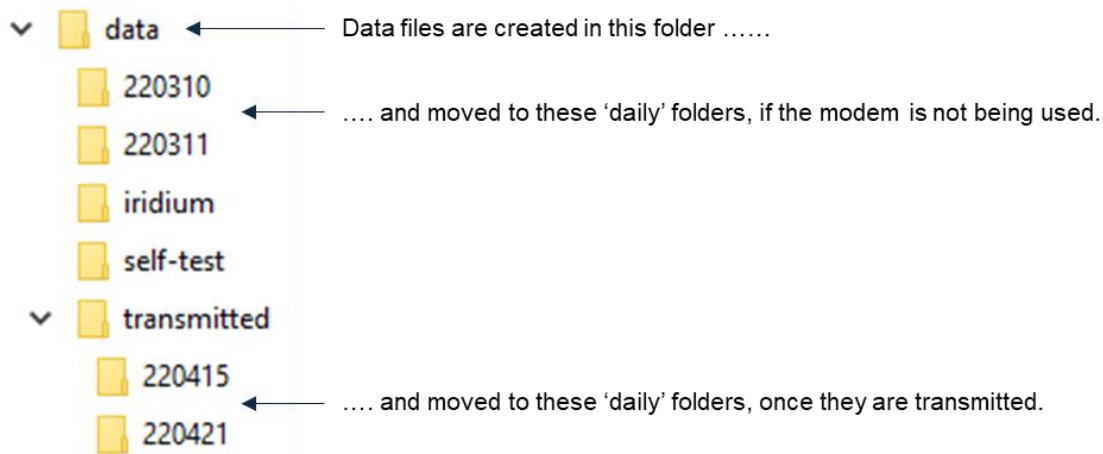 data
Data files are created in this folder ……
220310
…. and moved to these ‘daily’ folders, if the modem is not being used.
220311
iridium
self-test
transmitted
220415
…. and moved to these ‘daily’ folders, once they are transmitted.
220421